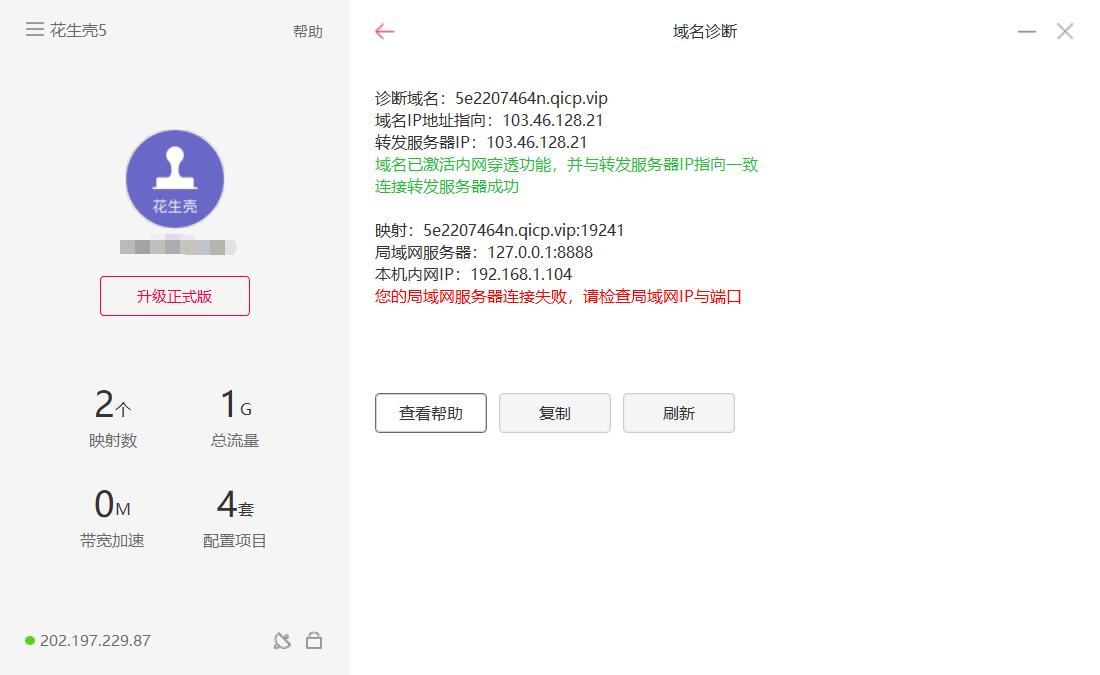 花生壳5
帮助
花生壳
升级正式版
2个
1G
映射数
总流量
0M
4套
带宽加速
配置项目
202.197.229.87
域名诊断
诊断域名：5e2207464n.qicp.vip
域名IP地址指向：103.46.128.21
转发服务器IP：103.46.128.21
域名已激活内网穿透功能，并与转发服务器IP指向一致
连接转发服务器成功
映射：5e2207464n.qicp.vip:19241
局域网服务器：127.0.0.1:8888
本机内网IP：192.168.1.104
您的局域网服务器连接失败，请检查局域网IP与端口
查看帮助
复制
刷新